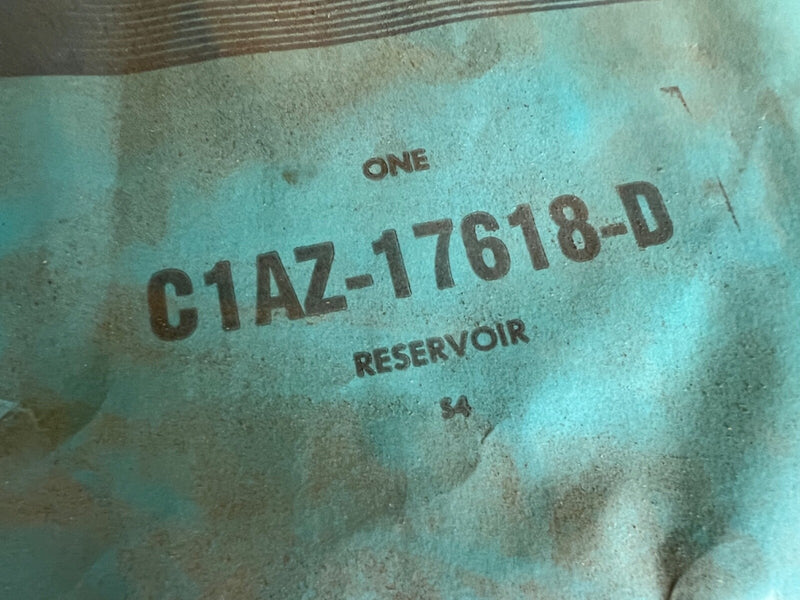 ONE
C1AZ-17618-D
RESERVOIR
S4